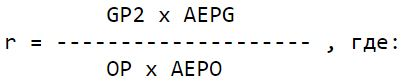 GP2 x AEPG
r = --------------------- , где:
OP x AEPO